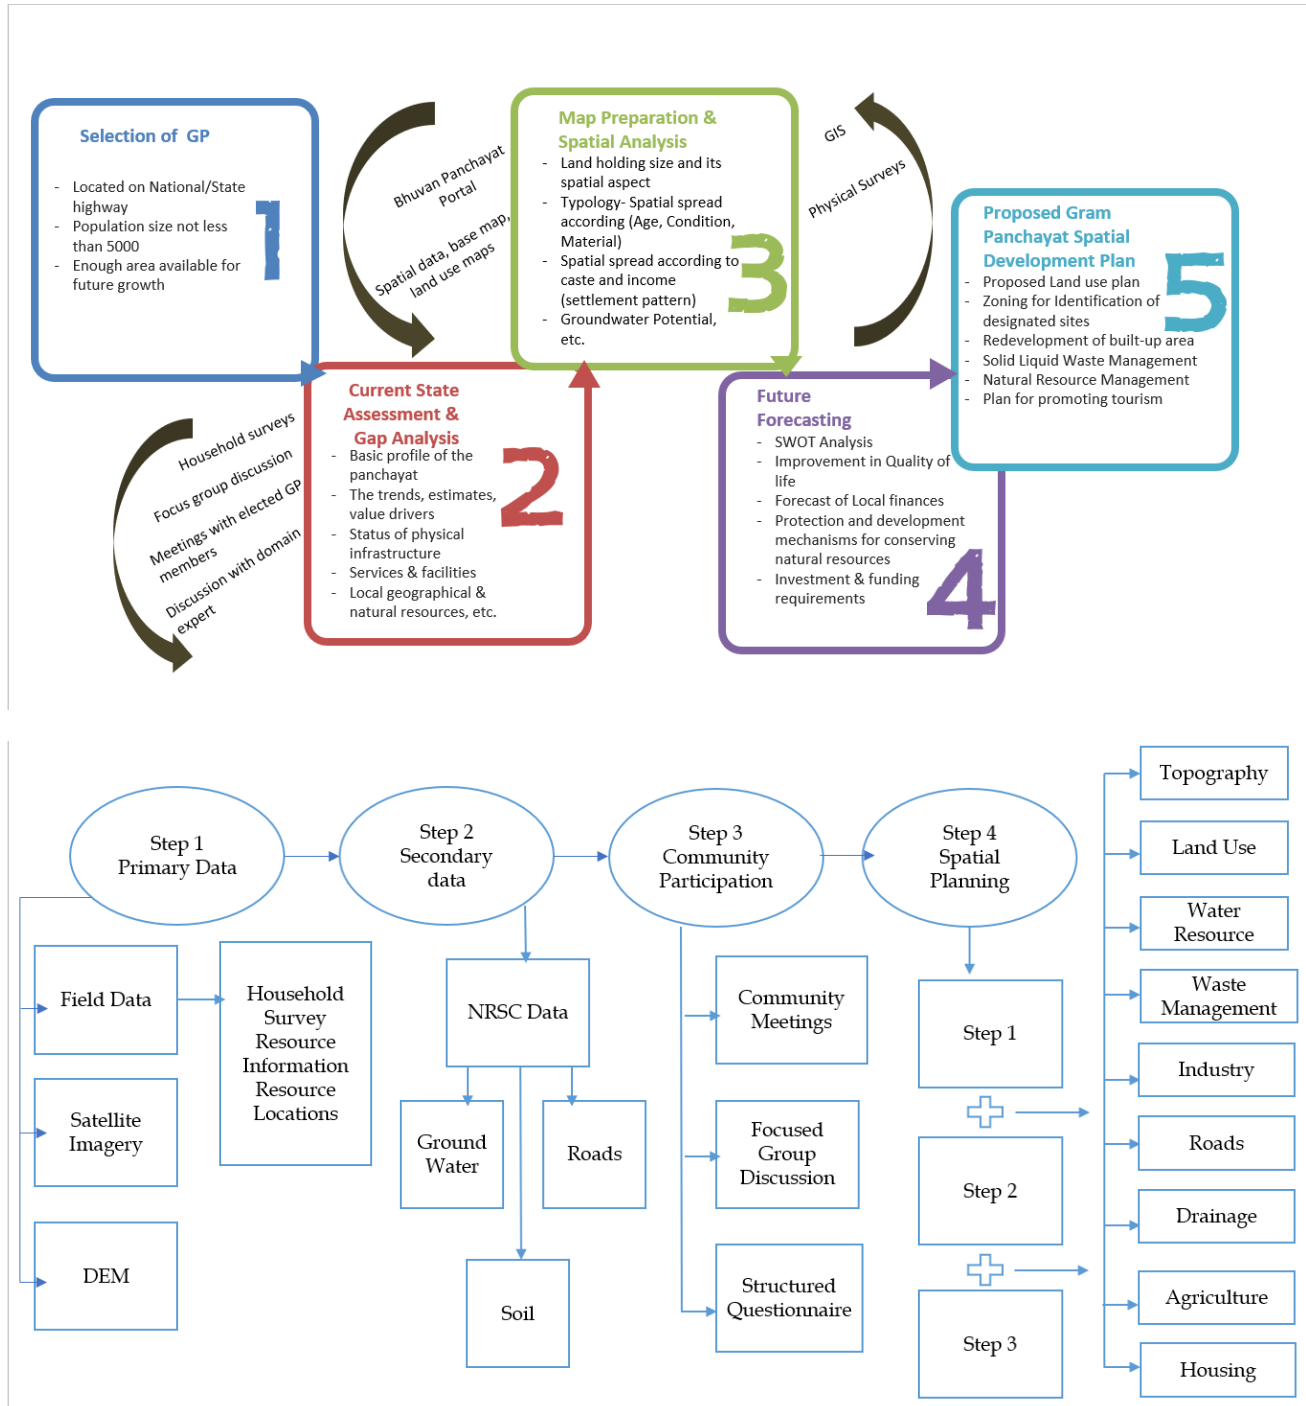 Selection of GP
- Located on National/State
highway
- Population size not less
than 5000
- Enough area available for
future growth
1
Household surveys
Focus group discussion
Meetings with elected GP
members
Discussion with domain
expert
Current State
Assessment &
Gap Analysis
- Basic profile of the
panchayat
- The trends, estimates,
value drivers
- Status of physical
infrastructure
- Services & facilities
- Local geographical &
natural resources, etc.
2
Bhuvan Panchayat
Portal
Spatial data, base map,
land use maps
Map Preparation &
Spatial Analysis
- Land holding size and its
spatial aspect
- Typology- Spatial spread
according (Age, Condition,
Material)
- Spatial spread according to
caste and income
(settlement pattern)
- Groundwater Potential,
etc.
3
GIS
Physical Surveys
Future
Forecasting
- SWOT Analysis
- Improvement in Quality of
life
- Forecast of Local finances
- Protection and development
mechanisms for conserving
natural resources
- Investment & funding
requirements
4
Proposed Gram
Panchayat Spatial
Development Plan
- Proposed Land use plan
- Zoning for Identification of
designated sites
- Redevelopment of built-up area
- Solid Liquid Waste Management
- Natural Resource Management
- Plan for promoting tourism
5
Step 1
Primary Data
Field Data
Household
Survey
Resource
Information
Resource
Locations
Satellite
Imagery
DEM
Step 2
Secondary
data
NRSC Data
Ground
Water
Roads
Soil
Step 3
Community
Participation
Community
Meetings
Focused
Group
Discussion
Structured
Questionnaire
Step 4
Spatial
Planning
Step 1
Step 2
Step 3
Topography
Land Use
Water
Resource
Waste
Management
Industry
Roads
Drainage
Agriculture
Housing